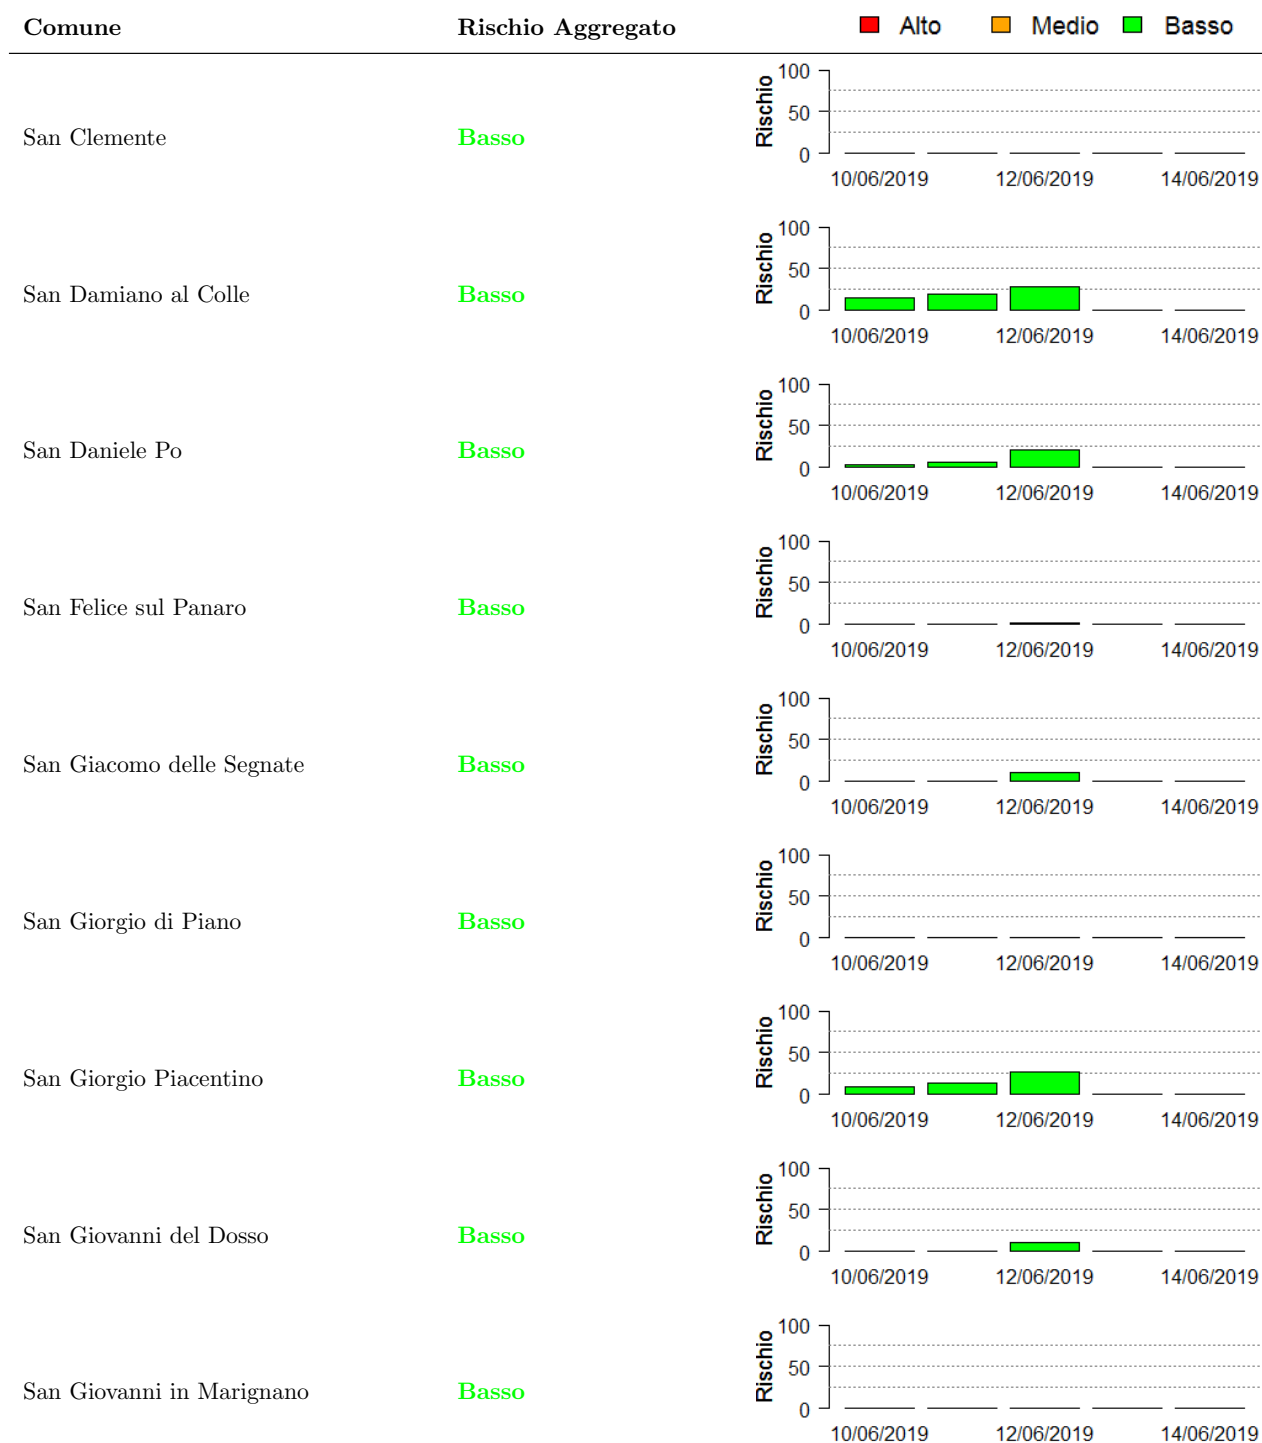 Comune Rischio Aggregato Alto Medio Basso
100
50
0
Rischio
San Clemente Basso
10/06/2019 12/06/2019 14/06/2019
100
50
0
Rischio
San Damiano al Colle Basso
10/06/2019 12/06/2019 14/06/2019
100
50
0
Rischio
San Daniele Po Basso
10/06/2019 12/06/2019 14/06/2019
100
50
0
Rischio
San Felice sul Panaro Basso
10/06/2019 12/06/2019 14/06/2019
100
50
0
Rischio
San Giacomo delle Segnate Basso
10/06/2019 12/06/2019 14/06/2019
100
50
0
Rischio
San Giorgio di Piano Basso
10/06/2019 12/06/2019 14/06/2019
100
50
0
Rischio
San Giorgio Piacentino Basso
10/06/2019 12/06/2019 14/06/2019
100
50
0
Rischio
San Giovanni del Dosso Basso
10/06/2019 12/06/2019 14/06/2019
100
50
0
Rischio
San Giovanni in Marignano Basso
10/06/2019 12/06/2019 14/06/2019